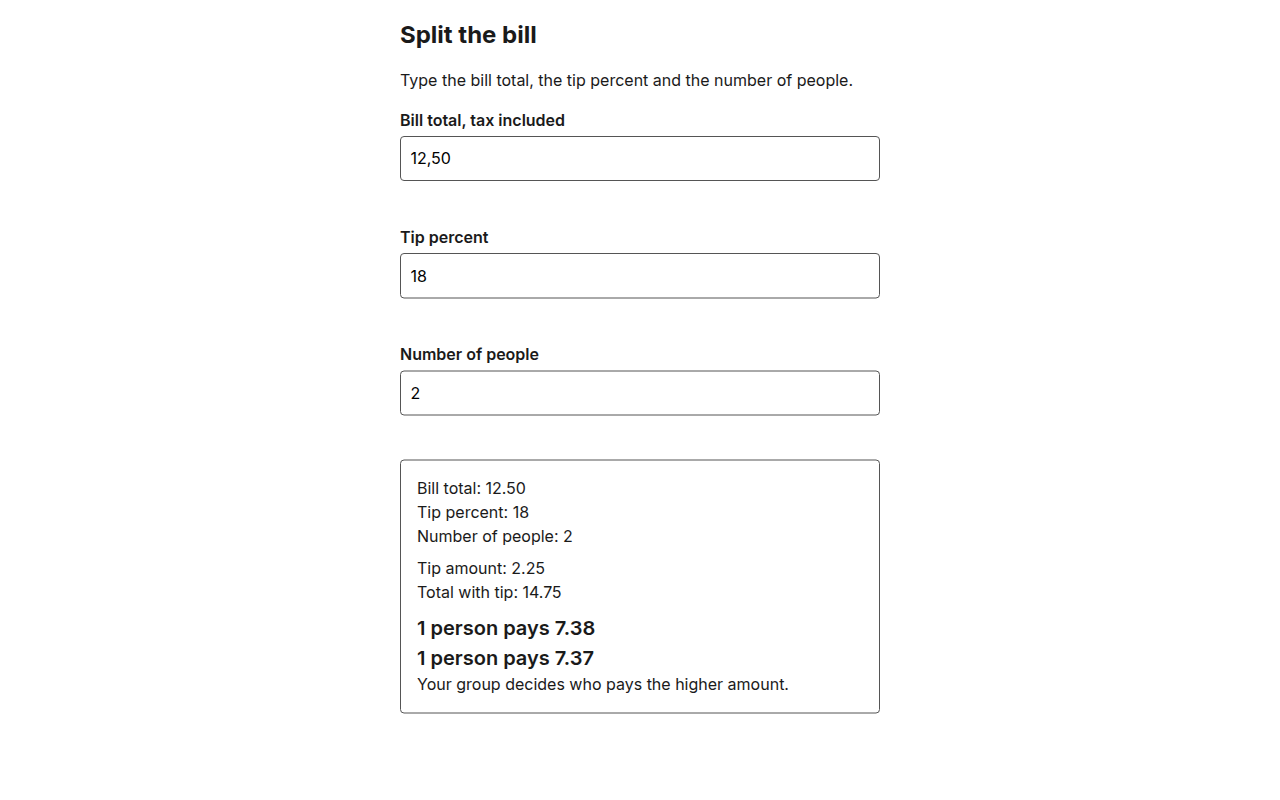 Split the bill
Type the bill total, the tip percent and the number of people.
Bill total, tax included
12,50
Tip percent
18
Number of people
2
Bill total: 12.50
Tip percent: 18
Number of people: 2
Tip amount: 2.25
Total with tip: 14.75
1 person pays 7.38
1 person pays 7.37
Your group decides who pays the higher amount.